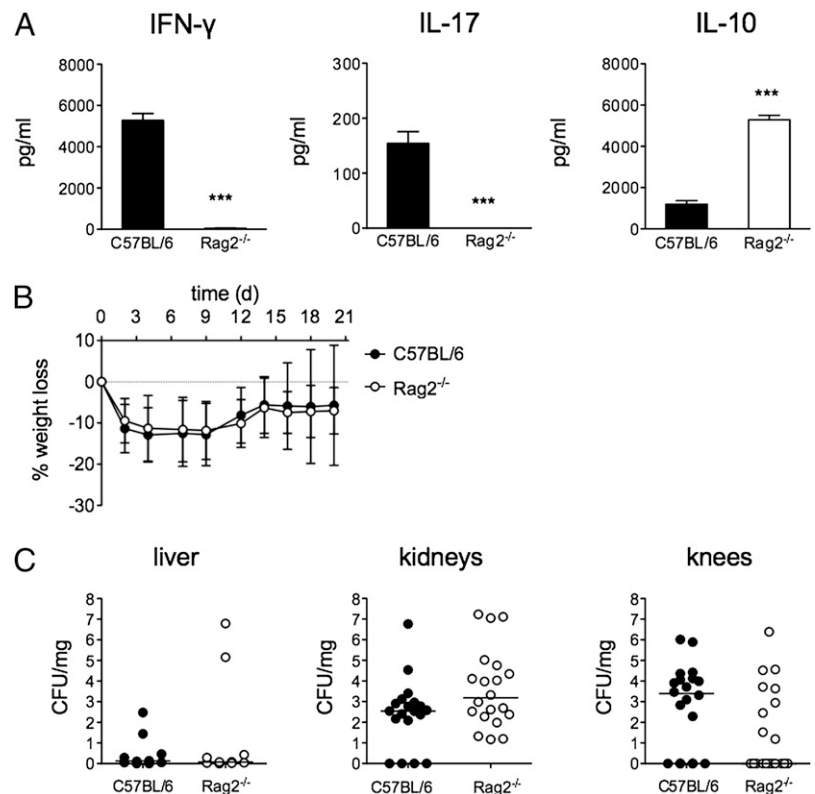 A
IFN-γ IL-17 IL-10
pg/ml
8000
6000
4000
2000
0
***
C57BL/6 Rag2-/-
pg/ml
300
200
100
0
***
C57BL/6 Rag2-/-
pg/ml
8000
6000
4000
2000
0
***
C57BL/6 Rag2-/-
B
time (d)
0 3 6 9 12 15 18 21
% weight loss
10
0
-10
-20
-30
C57BL/6
Rag2-/-
C
liver kidneys knees
CFU/mg
8
7
6
5
4
3
2
1
0
C57BL/6 Rag2-/-
CFU/mg
8
7
6
5
4
3
2
1
0
C57BL/6 Rag2-/-
CFU/mg
8
7
6
5
4
3
2
1
0
C57BL/6 Rag2-/-